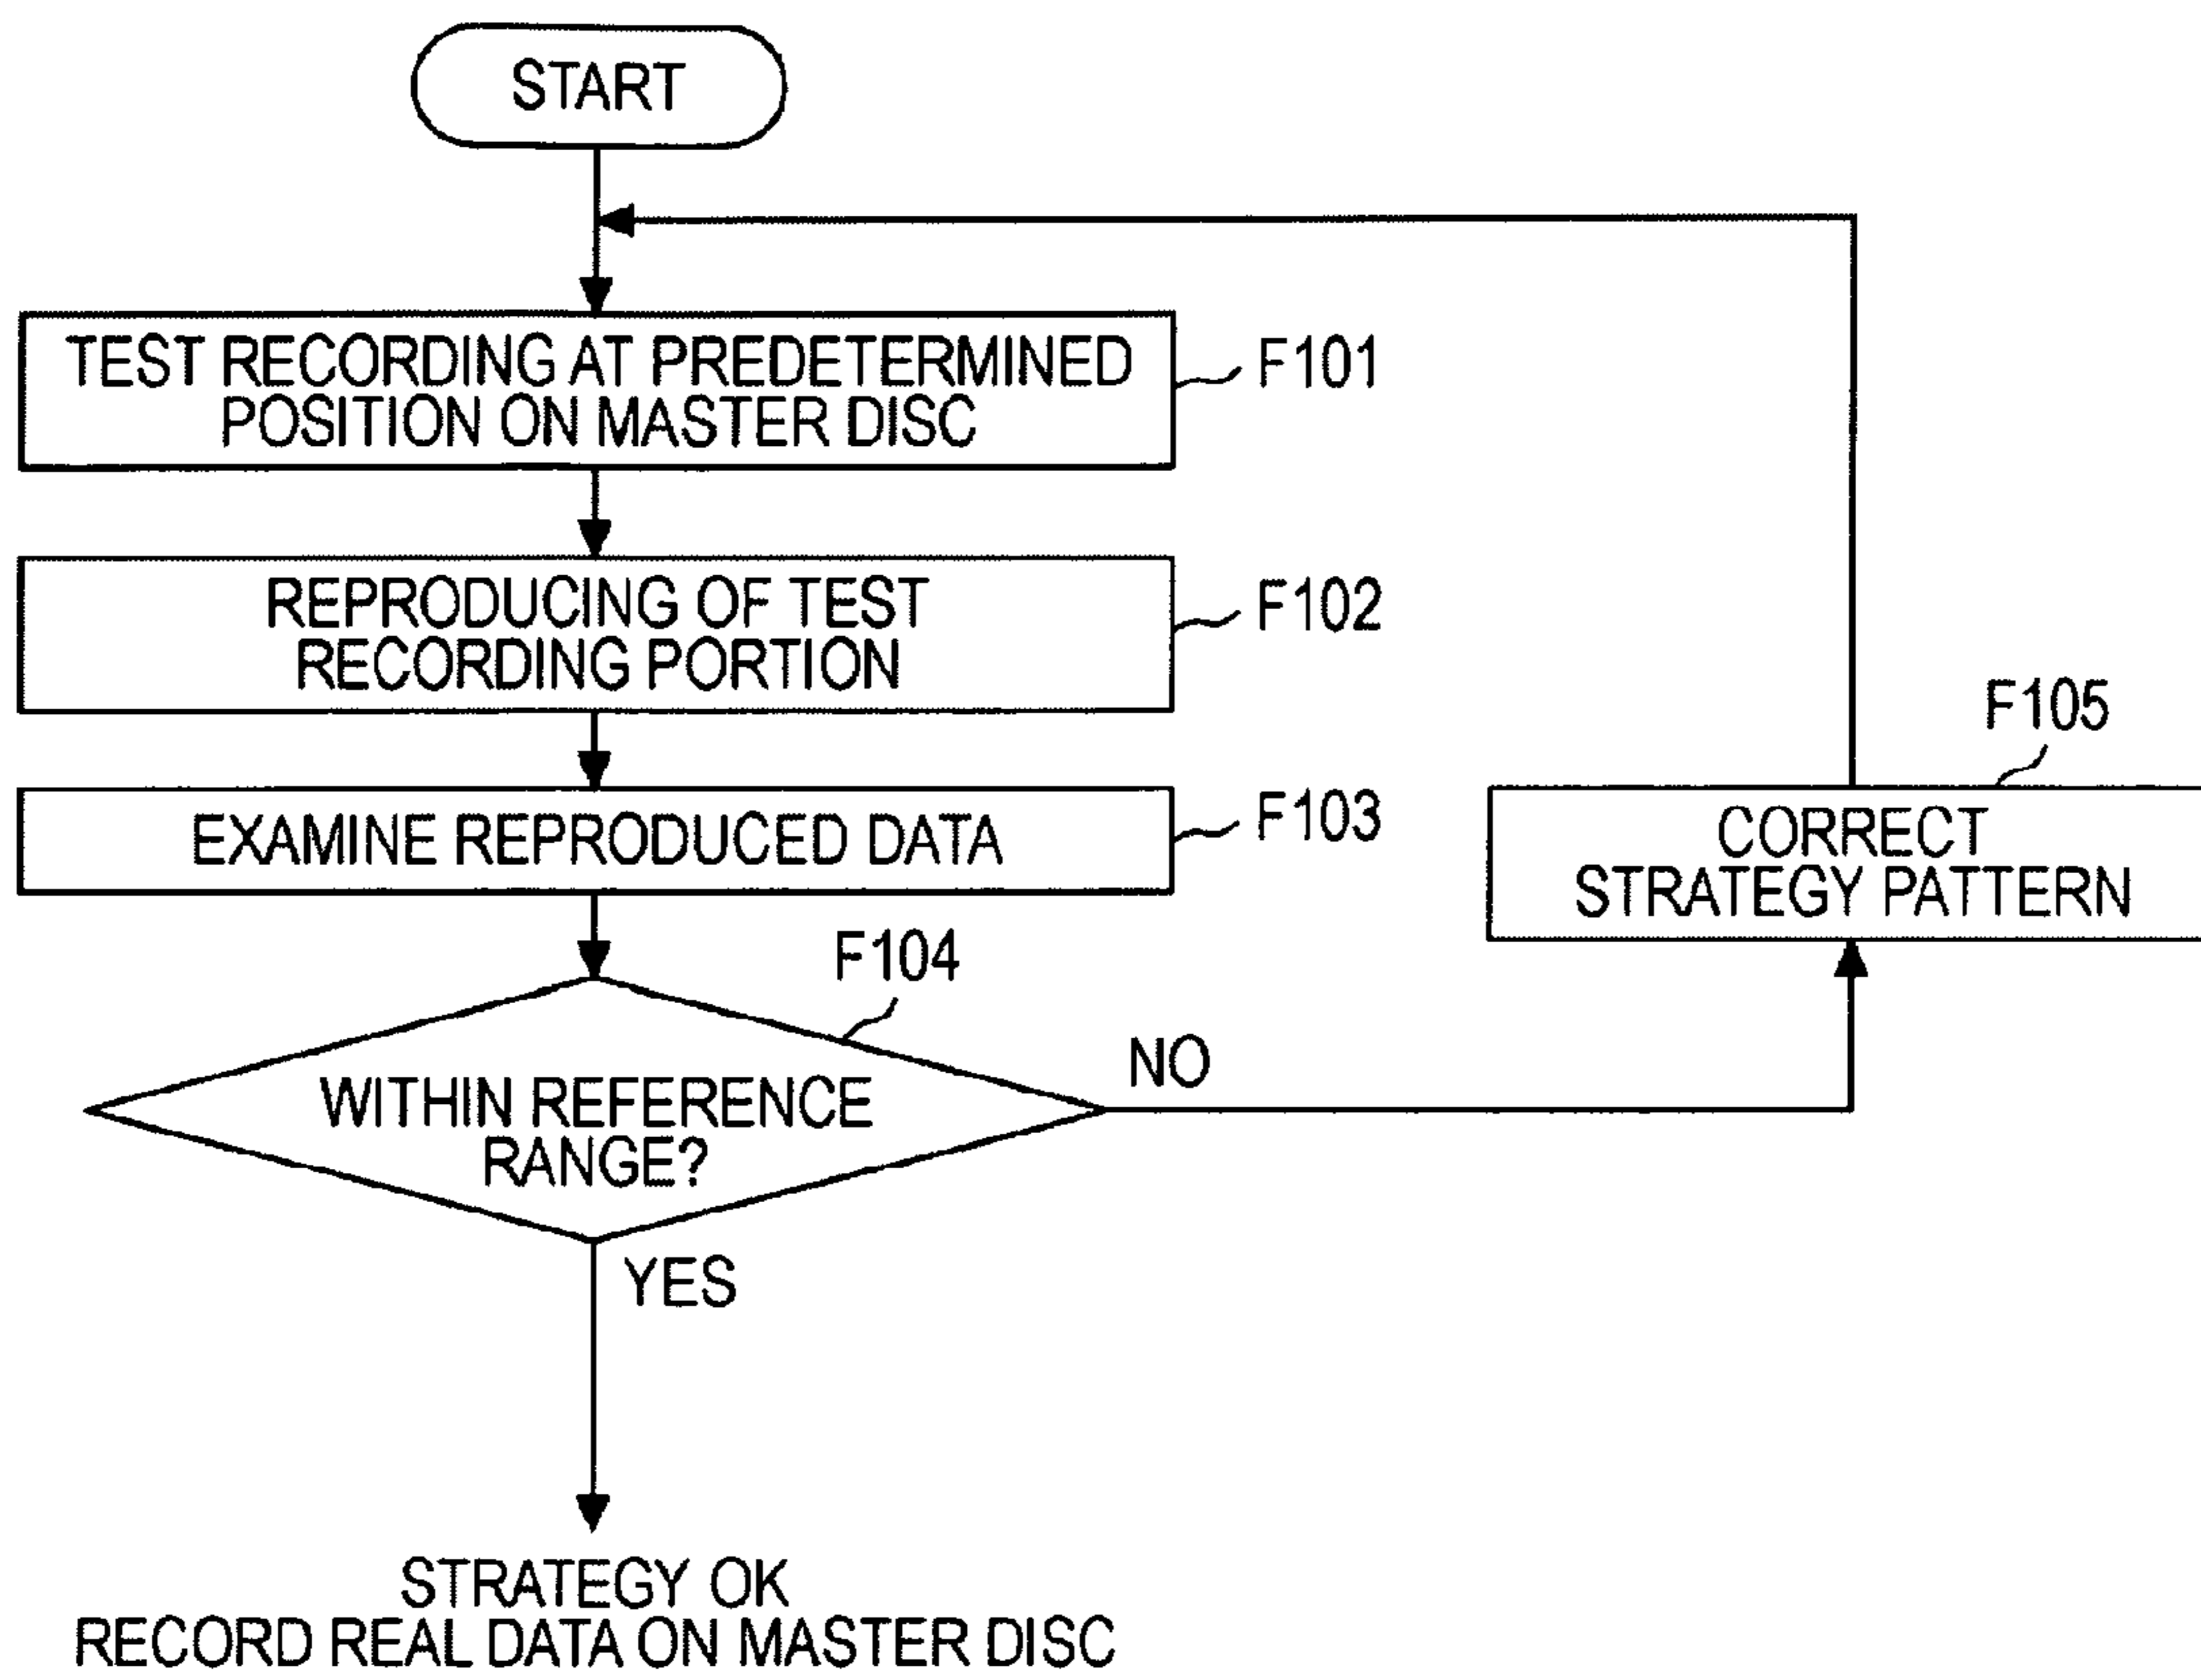 START
TEST RECORDING AT PREDETERMINED
POSITION ON MASTER DISC
F101
REPRODUCING OF TEST
RECORDING PORTION
F102
EXAMINE REPRODUCED DATA
F103
F105
CORRECT
STRATEGY PATTERN
F104
WITHIN REFERENCE
RANGE?
NO
YES
STRATEGY OK
RECORD REAL DATA ON MASTER DISC